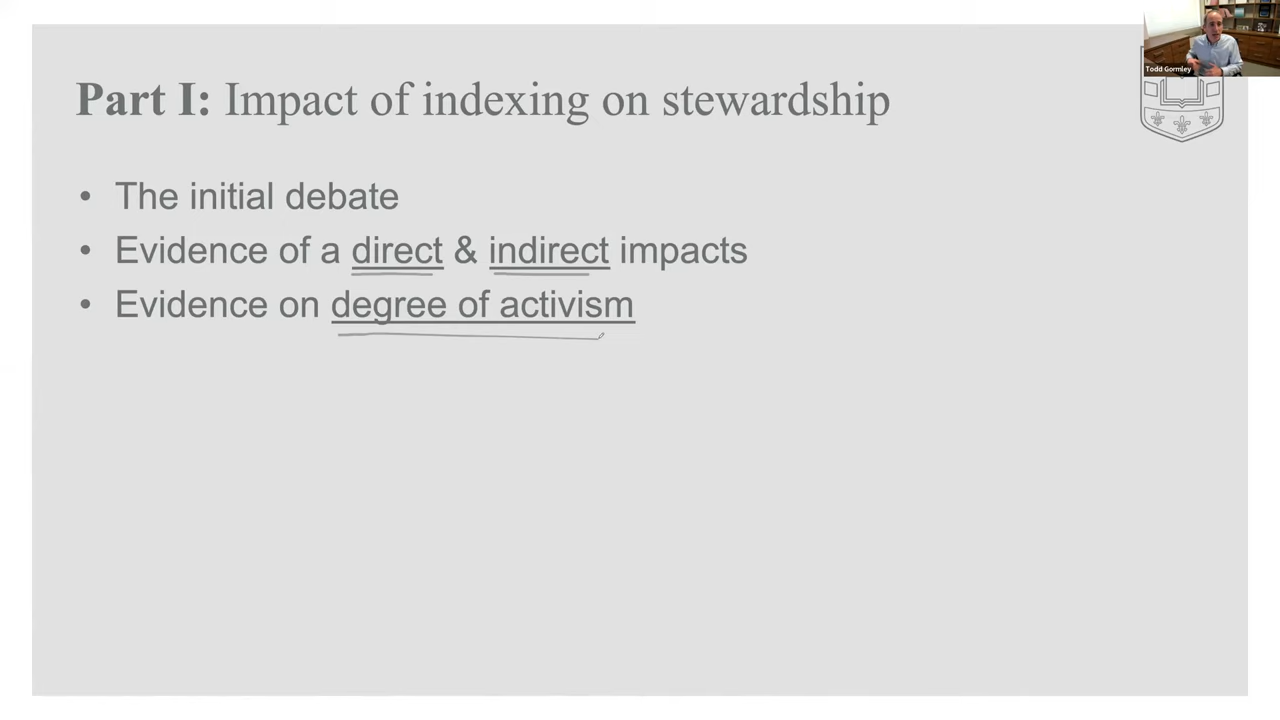 Todd Gormley
Part I: Impact of indexing on stewardship
• The initial debate
• Evidence of a direct & indirect impacts
• Evidence on degree of activism